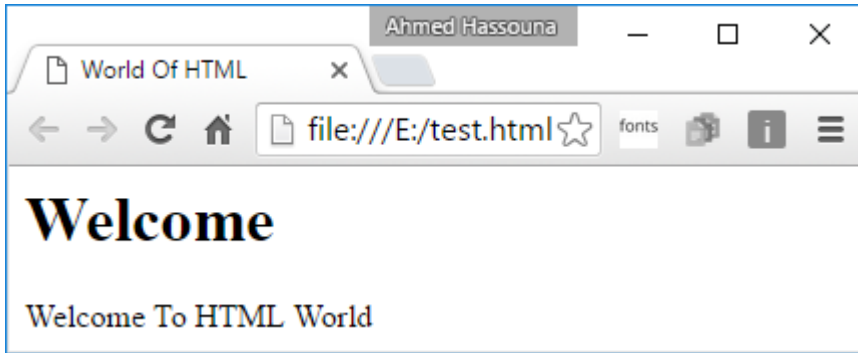 Ahmed Hassouna
World Of HTML
file:///E:/test.html
fonts
i
Welcome
Welcome To HTML World